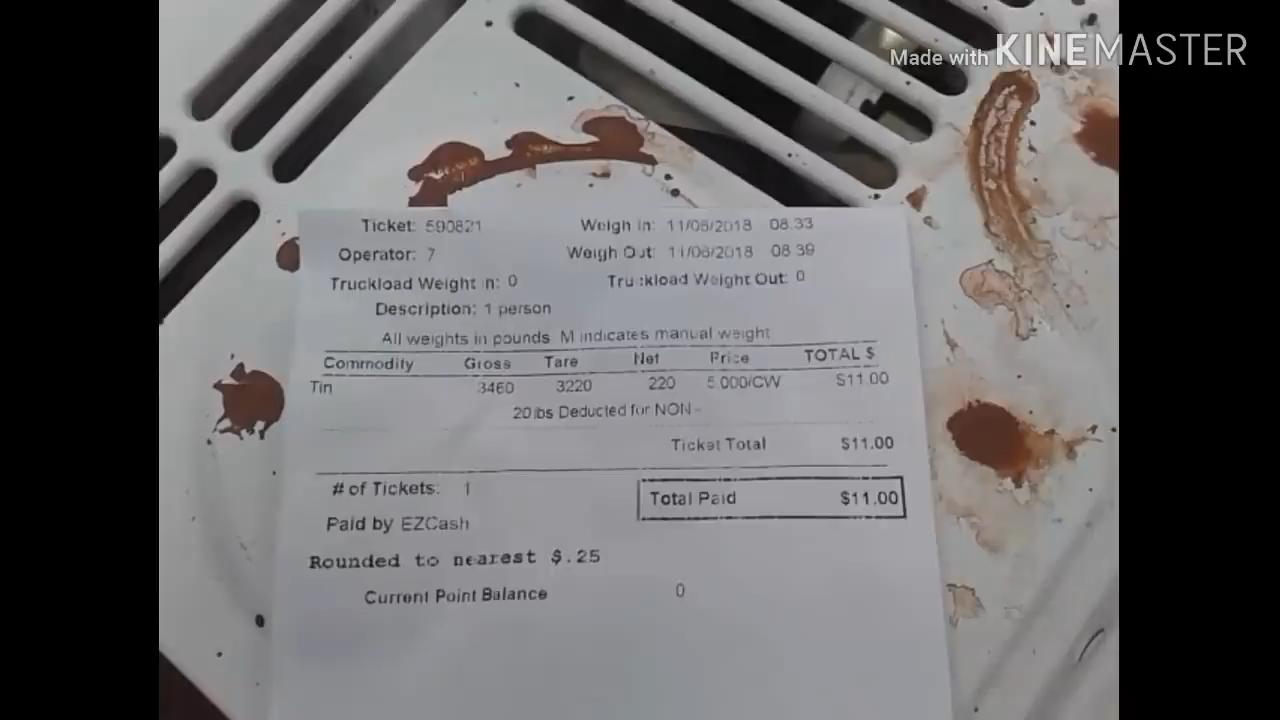 Made with KINEMASTER
Ticket: 590821 Weigh In: 11/06/2018 08:33
Operator: 7 Weigh Out: 11/06/2018 08:39
Truckload Weight In: 0 Truckload Weight Out: 0
Description: 1 person
All weights in pounds M indicates manual weight
Commodity Gross Tare Net Price TOTAL $
Tin 3460 3220 220 5.000/CW $11.00
20 lbs Deducted for NON -
Ticket Total $11.00
# of Tickets: 1
Total Paid $11.00
Paid by EZCash
Rounded to nearest $.25
Current Point Balance 0